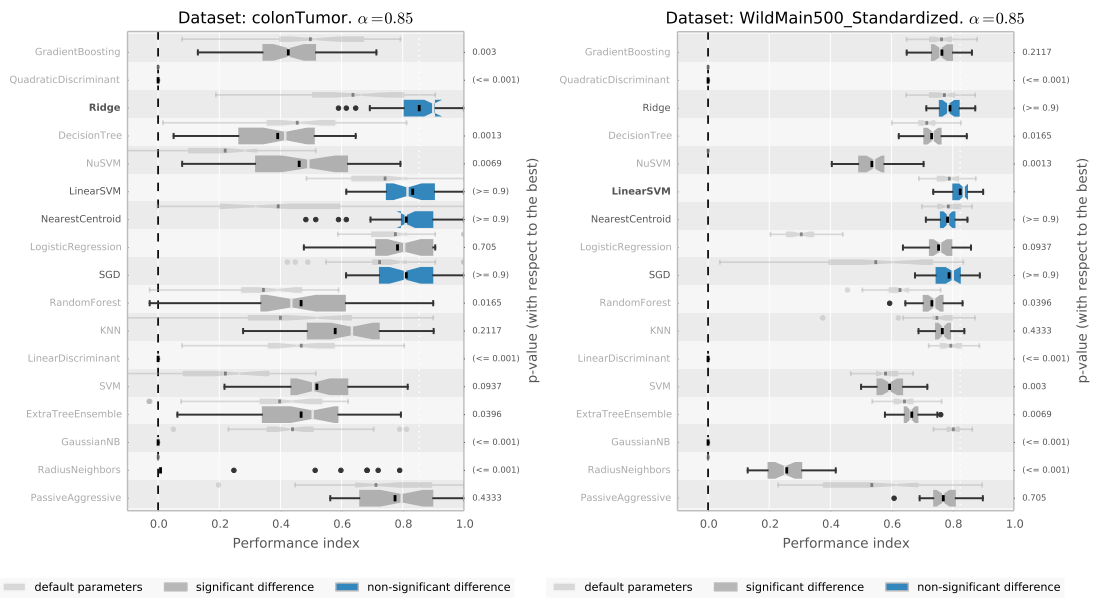 Dataset: colonTumor. α=0.85
GradientBoosting 0.003
QuadraticDiscriminant (<= 0.001)
Ridge (>= 0.9)
DecisionTree 0.0013
NuSVM 0.0069
LinearSVM (>= 0.9)
NearestCentroid (>= 0.9)
LogisticRegression 0.705
SGD (>= 0.9)
RandomForest 0.0165
KNN 0.2117
LinearDiscriminant (<= 0.001)
SVM 0.0937
ExtraTreeEnsemble 0.0396
GaussianNB (<= 0.001)
RadiusNeighbors (<= 0.001)
PassiveAggressive 0.4333
0.0 0.2 0.4 0.6 0.8 1.0
Performance index
p-value (with respect to the best)
default parameters significant difference non-significant difference
Dataset: WildMain500_Standardized. α=0.85
GradientBoosting 0.2117
QuadraticDiscriminant (<= 0.001)
Ridge (>= 0.9)
DecisionTree 0.0165
NuSVM 0.0013
LinearSVM (>= 0.9)
NearestCentroid (>= 0.9)
LogisticRegression 0.0937
SGD (>= 0.9)
RandomForest 0.0396
KNN 0.4333
LinearDiscriminant (<= 0.001)
SVM 0.003
ExtraTreeEnsemble 0.0069
GaussianNB (<= 0.001)
RadiusNeighbors (<= 0.001)
PassiveAggressive 0.705
0.0 0.2 0.4 0.6 0.8 1.0
Performance index
p-value (with respect to the best)
default parameters significant difference non-significant difference